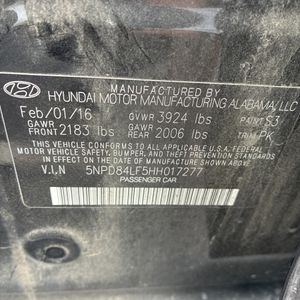 MANUFACTURED BY
HYUNDAI MOTOR MANUFACTURING ALABAMA, LLC
Feb/01/16 GVWR 3924 lbs PAINT S3
GAWR FRONT 2183 lbs GAWR REAR 2006 lbs TRIM PK
THIS VEHICLE CONFORMS TO ALL APPLICABLE U.S.A. FEDERAL
MOTOR VEHICLE SAFETY, BUMPER, AND THEFT PREVENTION
STANDARDS IN EFFECT ON THE DATE OF MANUFACTURE
SHOWN ABOVE.
V.I.N 5NPD84LF5HH017277
PASSENGER CAR